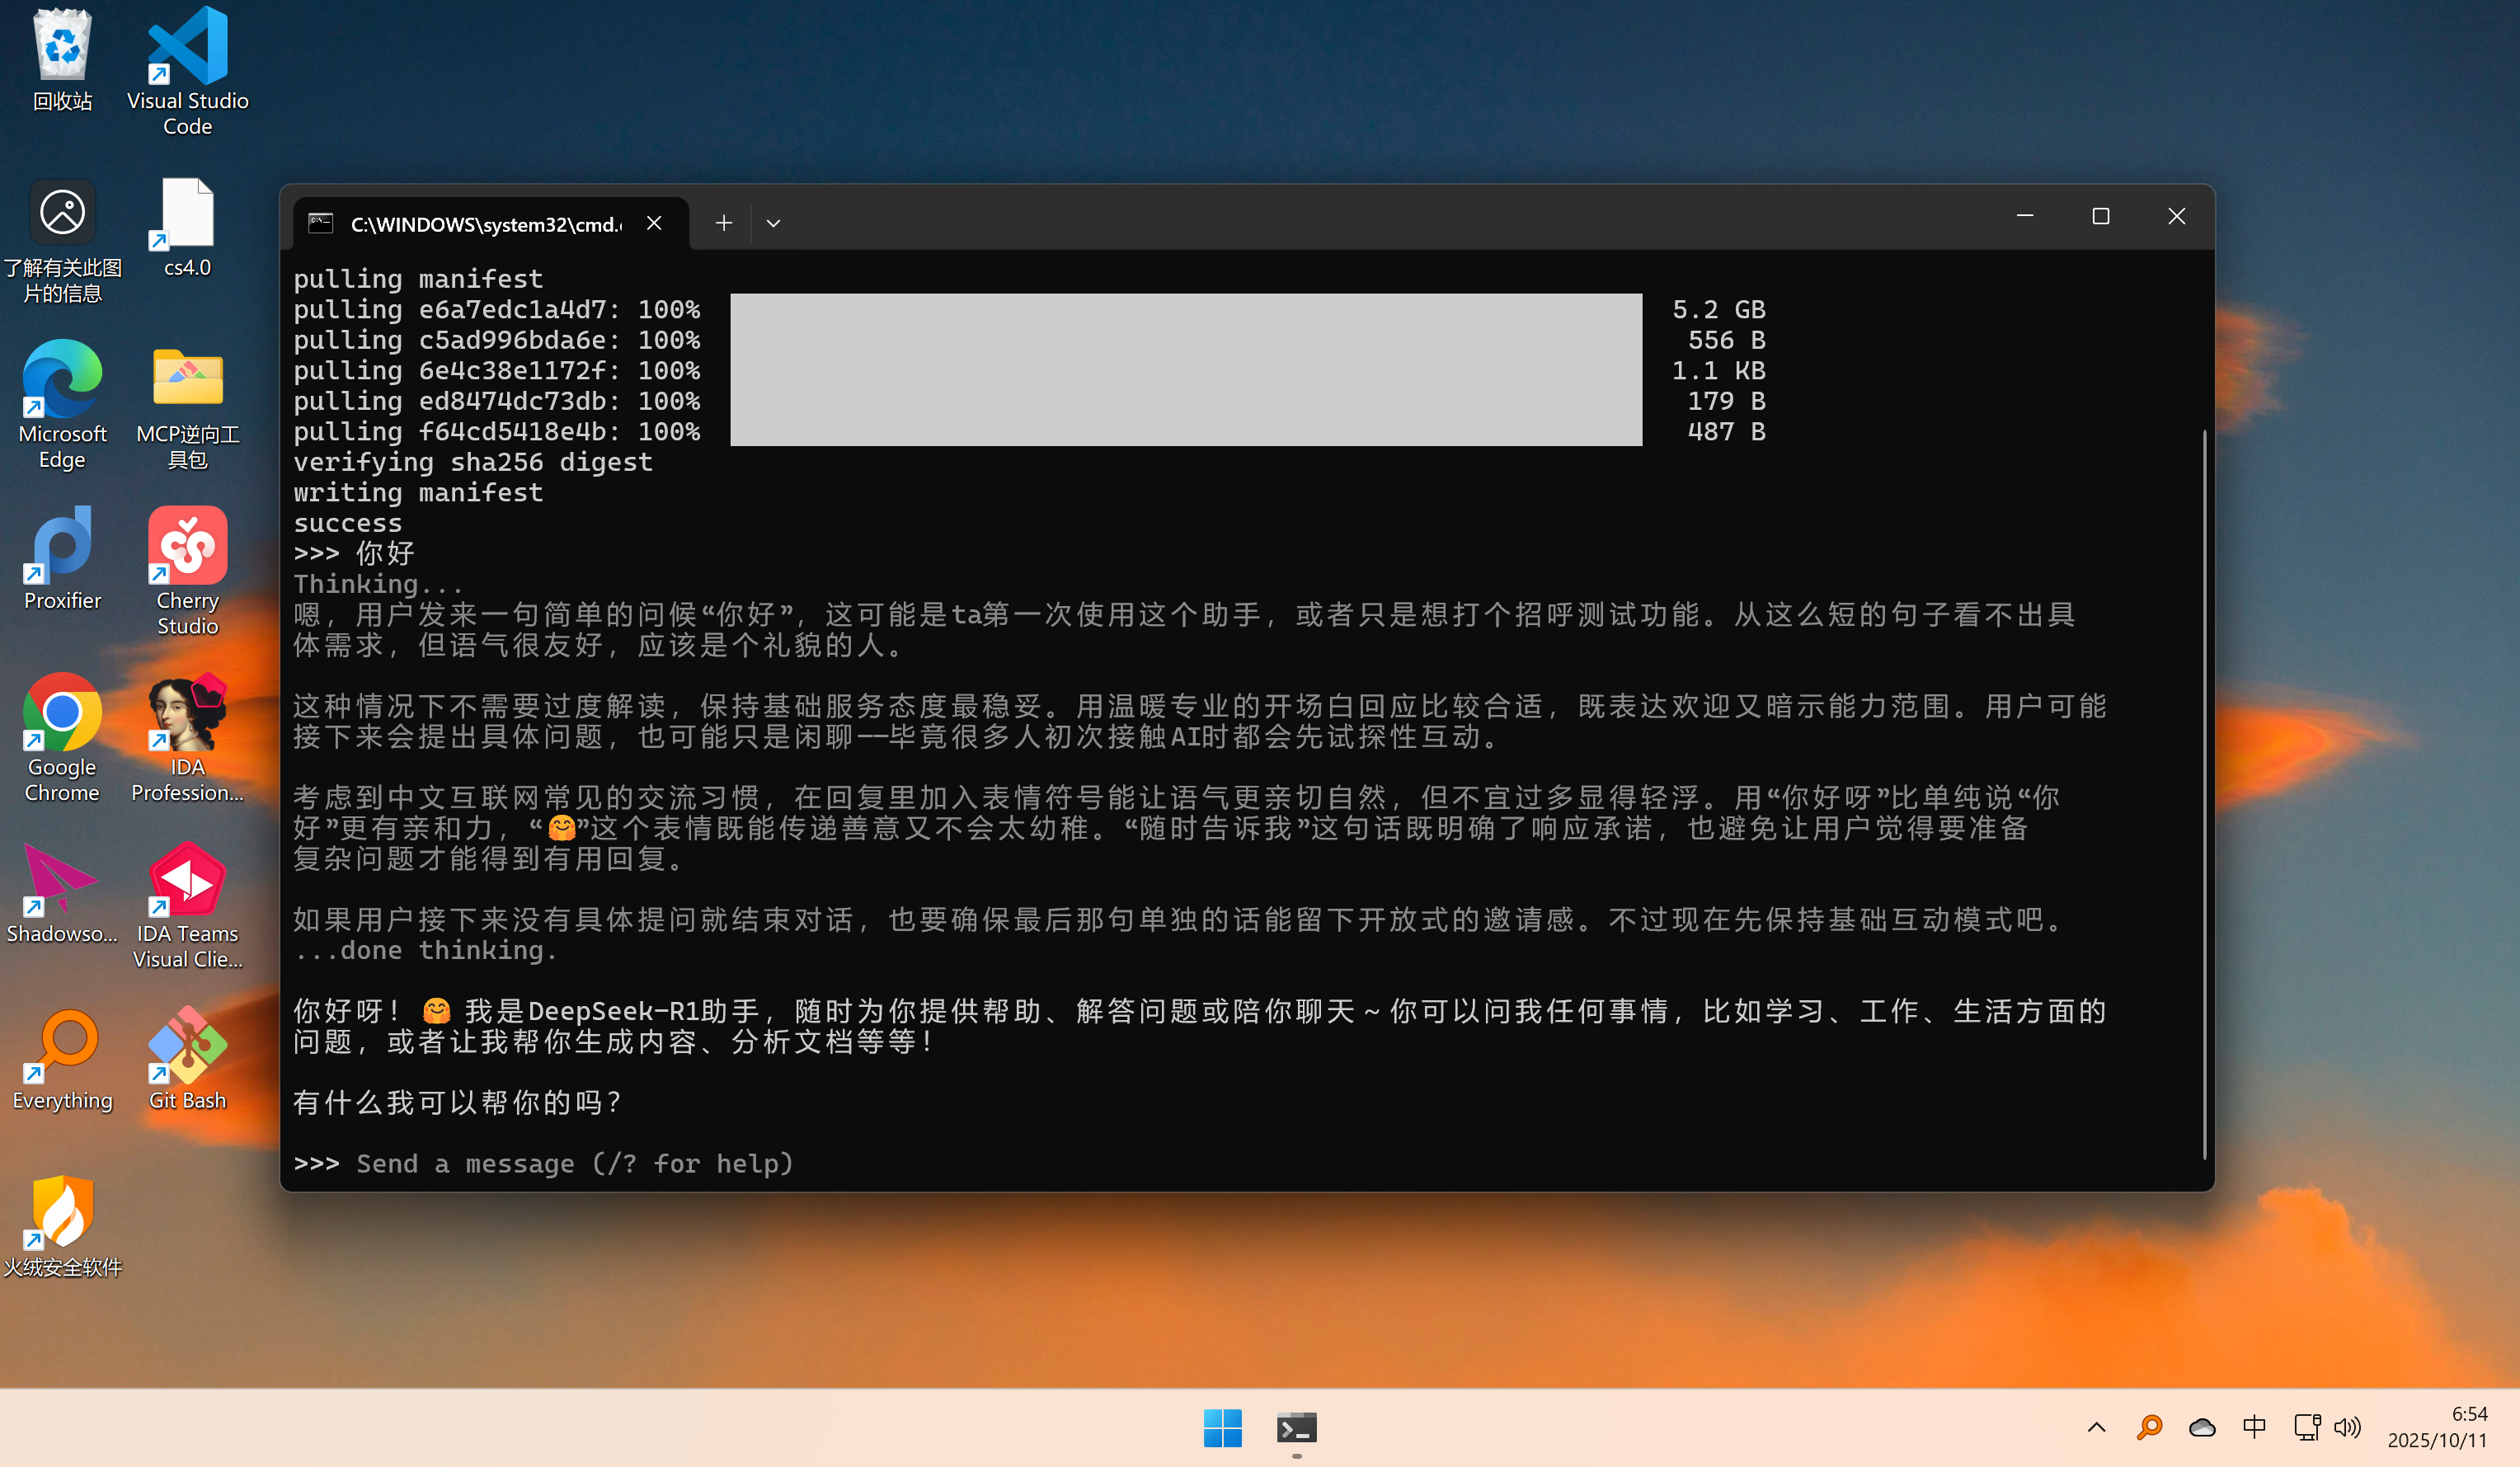 回收站
Visual Studio
Code
了解有关此图
片的信息
cs4.0
Microsoft
Edge
MCP逆向工
具包
Proxifier
Cherry
Studio
Google
Chrome
IDA
Profession...
Shadowso...
IDA Teams
Visual Clie...
Everything
Git Bash
火绒安全软件
C:\WINDOWS\system32\cmd.
pulling manifest
pulling e6a7edc1a4d7: 100% 5.2 GB
pulling c5ad996bda6e: 100% 556 B
pulling 6e4c38e1172f: 100% 1.1 KB
pulling ed8474dc73db: 100% 179 B
pulling f64cd5418e4b: 100% 487 B
verifying sha256 digest
writing manifest
success
>>> 你好
Thinking...
嗯，用户发来一句简单的问候“你好”，这可能是ta第一次使用这个助手，或者只是想打个招呼测试功能。从这么短的句子看不出具
体需求，但语气很友好，应该是个礼貌的人。
这种情况下不需要过度解读，保持基础服务态度最稳妥。用温暖专业的开场白回应比较合适，既表达欢迎又暗示能力范围。用户可能
接下来会提出具体问题，也可能只是闲聊——毕竟很多人初次接触AI时都会先试探性互动。
考虑到中文互联网常见的交流习惯，在回复里加入表情符号能让语气更亲切自然，但不宜过多显得轻浮。用“你好呀”比单纯说“你
好”更有亲和力，“🤗”这个表情既能传递善意又不会太幼稚。“随时告诉我”这句话既明确了响应承诺，也避免让用户觉得要准备
复杂问题才能得到有用回复。
如果用户接下来没有具体提问就结束对话，也要确保最后那句单独的话能留下开放式的邀请感。不过现在先保持基础互动模式吧。
...done thinking.
你好呀！🤗 我是DeepSeek-R1助手，随时为你提供帮助、解答问题或陪你聊天～你可以问我任何事情，比如学习、工作、生活方面的
问题，或者让我帮你生成内容、分析文档等等！
有什么我可以帮你的吗？
>>> Send a message (/? for help)
中
6:54
2025/10/11